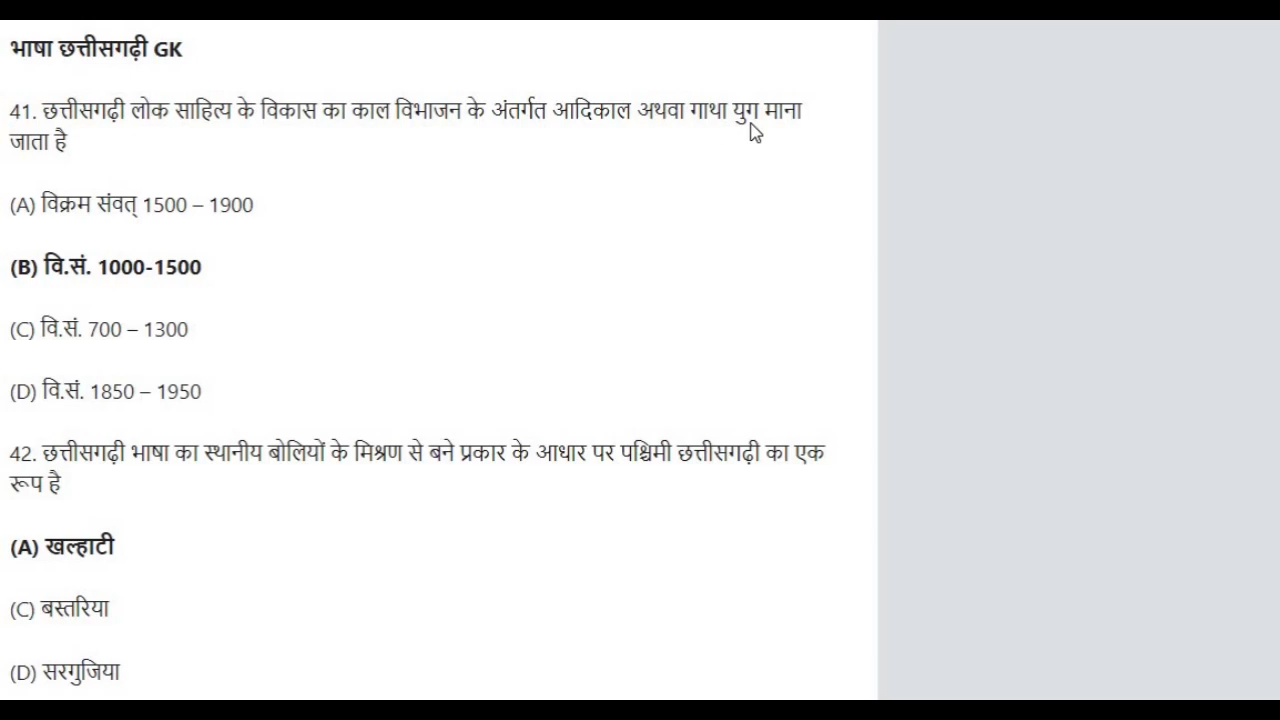 भाषा छत्तीसगढ़ी GK
41. छत्तीसगढ़ी लोक साहित्य के विकास का काल विभाजन के अंतर्गत आदिकाल अथवा गाथा युग माना
जाता है
(A) विक्रम संवत् 1500 – 1900
(B) वि.सं. 1000-1500
(C) वि.सं. 700 – 1300
(D) वि.सं. 1850 – 1950
42. छत्तीसगढ़ी भाषा का स्थानीय बोलियों के मिश्रण से बने प्रकार के आधार पर पश्चिमी छत्तीसगढ़ी का एक
रूप है
(A) खल्हाटी
(C) बस्तरिया
(D) सरगुजिया